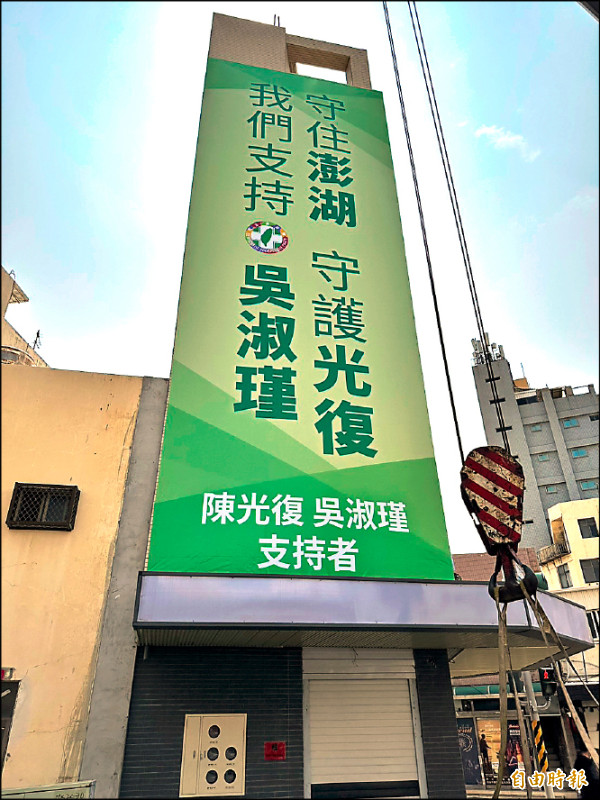 守住澎湖 守護光復
我們支持 吳淑瑾
陳光復 吳淑瑾
支持者
自由時報